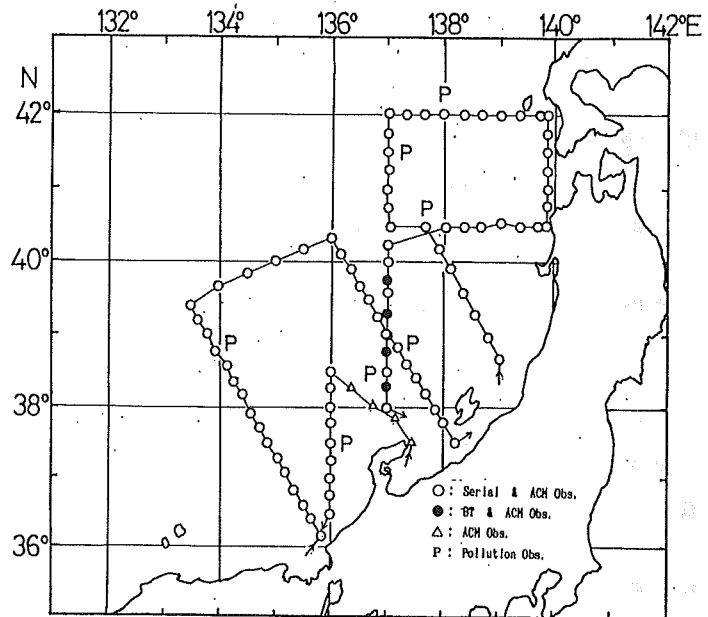 132° 134° 136° 138° 140° 142°E
N
42°
P
P
P
40°
P
P
P
38°
P
36°
○ : Serial & ACM Obs.
● : BT & ACM Obs.
△ : ACM Obs.
P : Pollution Obs.